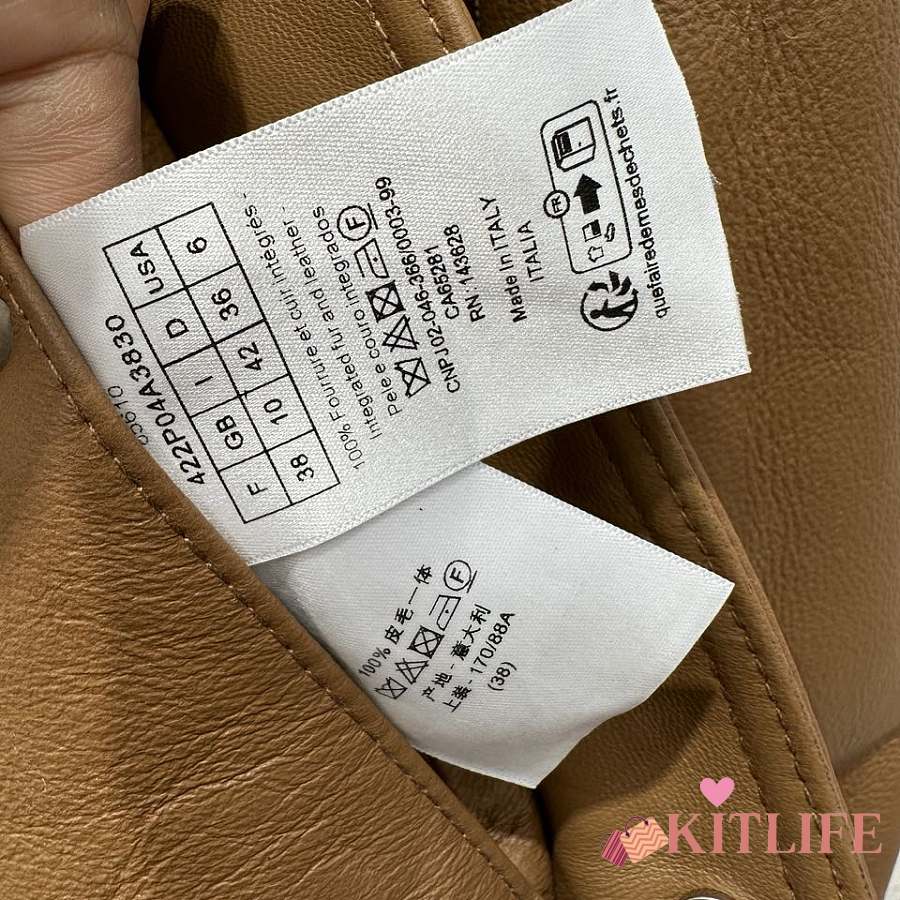 422P04A3830
F GB I D USA
38 10 42 36 6
100% Fourrure et cuir intégrés -
Integrated fur and leather -
Pele e couro integrados
CNPJ02-046-366/0003-99
CA65281
RN : 143628
Made in ITALY
ITALIA
FR
quefairedemesdechets.fr
100% 皮毛一体
产地 - 意大利
上装 - 170/88A
(38)
KITLIFE